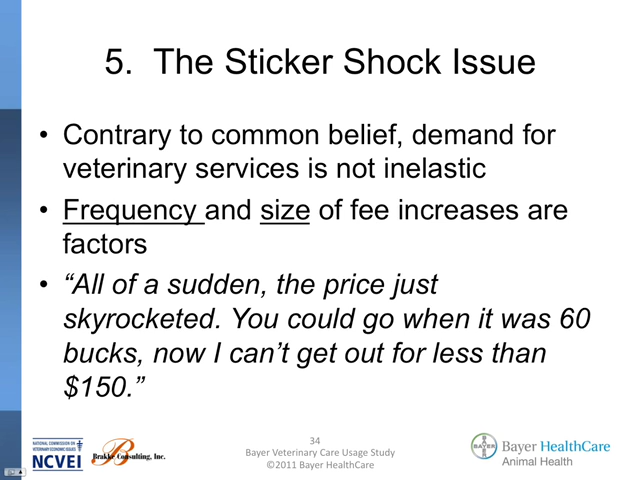 5. The Sticker Shock Issue
• Contrary to common belief, demand for
veterinary services is not inelastic
• Frequency and size of fee increases are
factors
• “All of a sudden, the price just
skyrocketed. You could go when it was 60
bucks, now I can’t get out for less than
$150.”
NATIONAL COMMISSION ON
VETERINARY ECONOMIC ISSUES
NCVEI
Brakke Consulting, Inc.
34
Bayer Veterinary Care Usage Study
©2011 Bayer HealthCare
BAYER
Bayer HealthCare
Animal Health